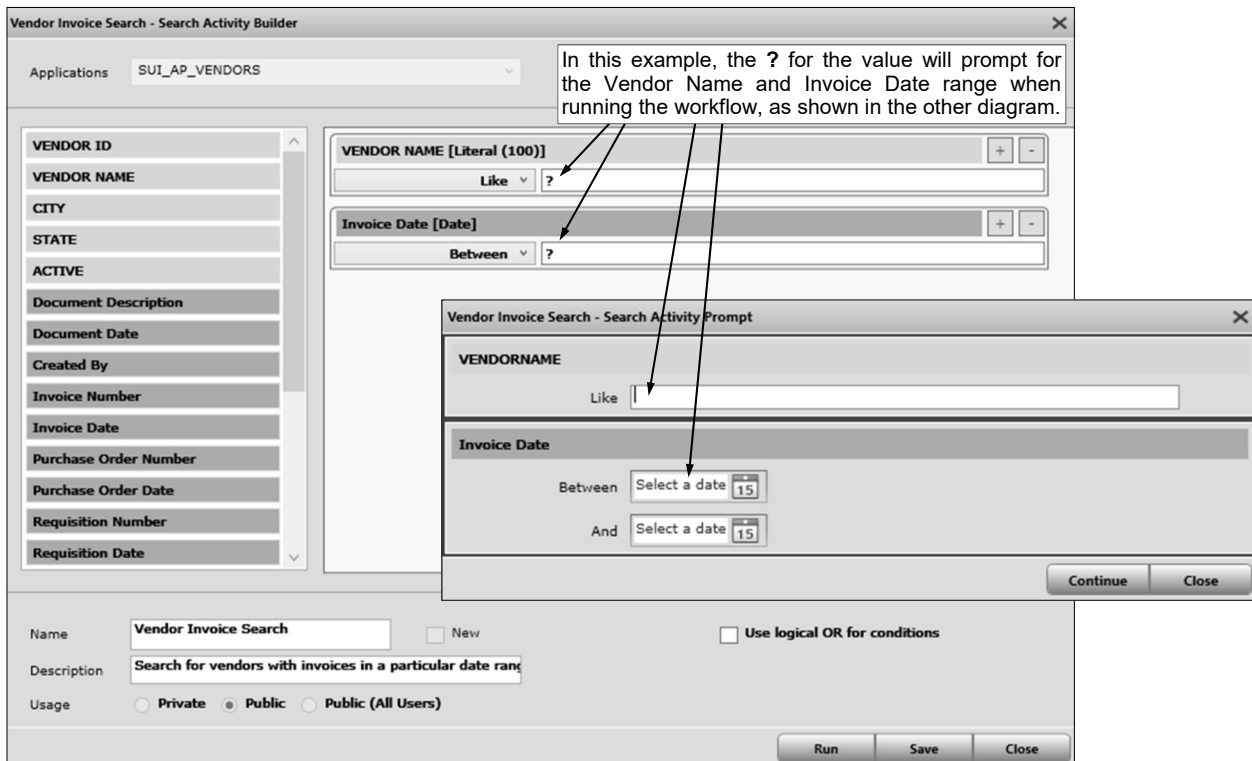 Vendor Invoice Search - Search Activity Builder
Applications
SUI_AP_VENDORS
In this example, the ? for the value will prompt for
the Vendor Name and Invoice Date range when
running the workflow, as shown in the other diagram.
VENDOR ID
VENDOR NAME
CITY
STATE
ACTIVE
Document Description
Document Date
Created By
Invoice Number
Invoice Date
Purchase Order Number
Purchase Order Date
Requisition Number
Requisition Date
VENDOR NAME [Literal (100)]
+ -
Like ?
Invoice Date [Date]
+ -
Between ?
Vendor Invoice Search - Search Activity Prompt
VENDORNAME
Like
Invoice Date
Between Select a date 15
And Select a date 15
Continue Close
Name Vendor Invoice Search New Use logical OR for conditions
Description Search for vendors with invoices in a particular date rang
Usage Private Public Public (All Users)
Run Save Close